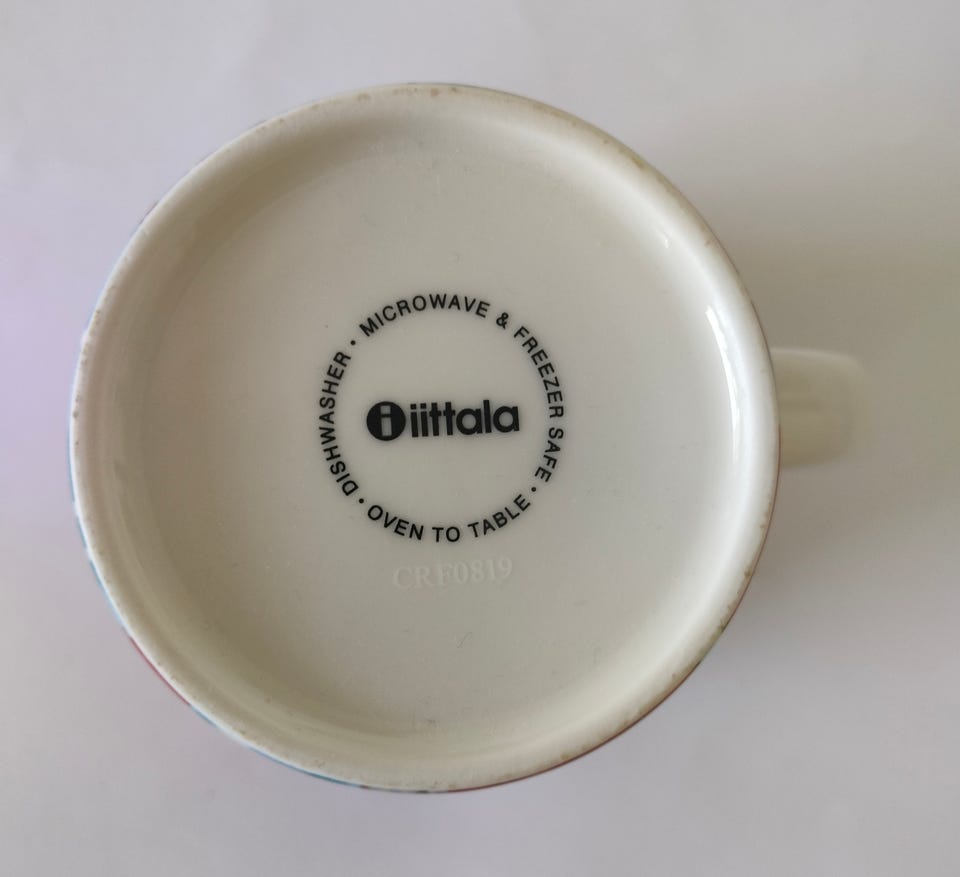 DISHWASHER • MICROWAVE & FREEZER SAFE • OVEN TO TABLE •
i iittala
CRF0819